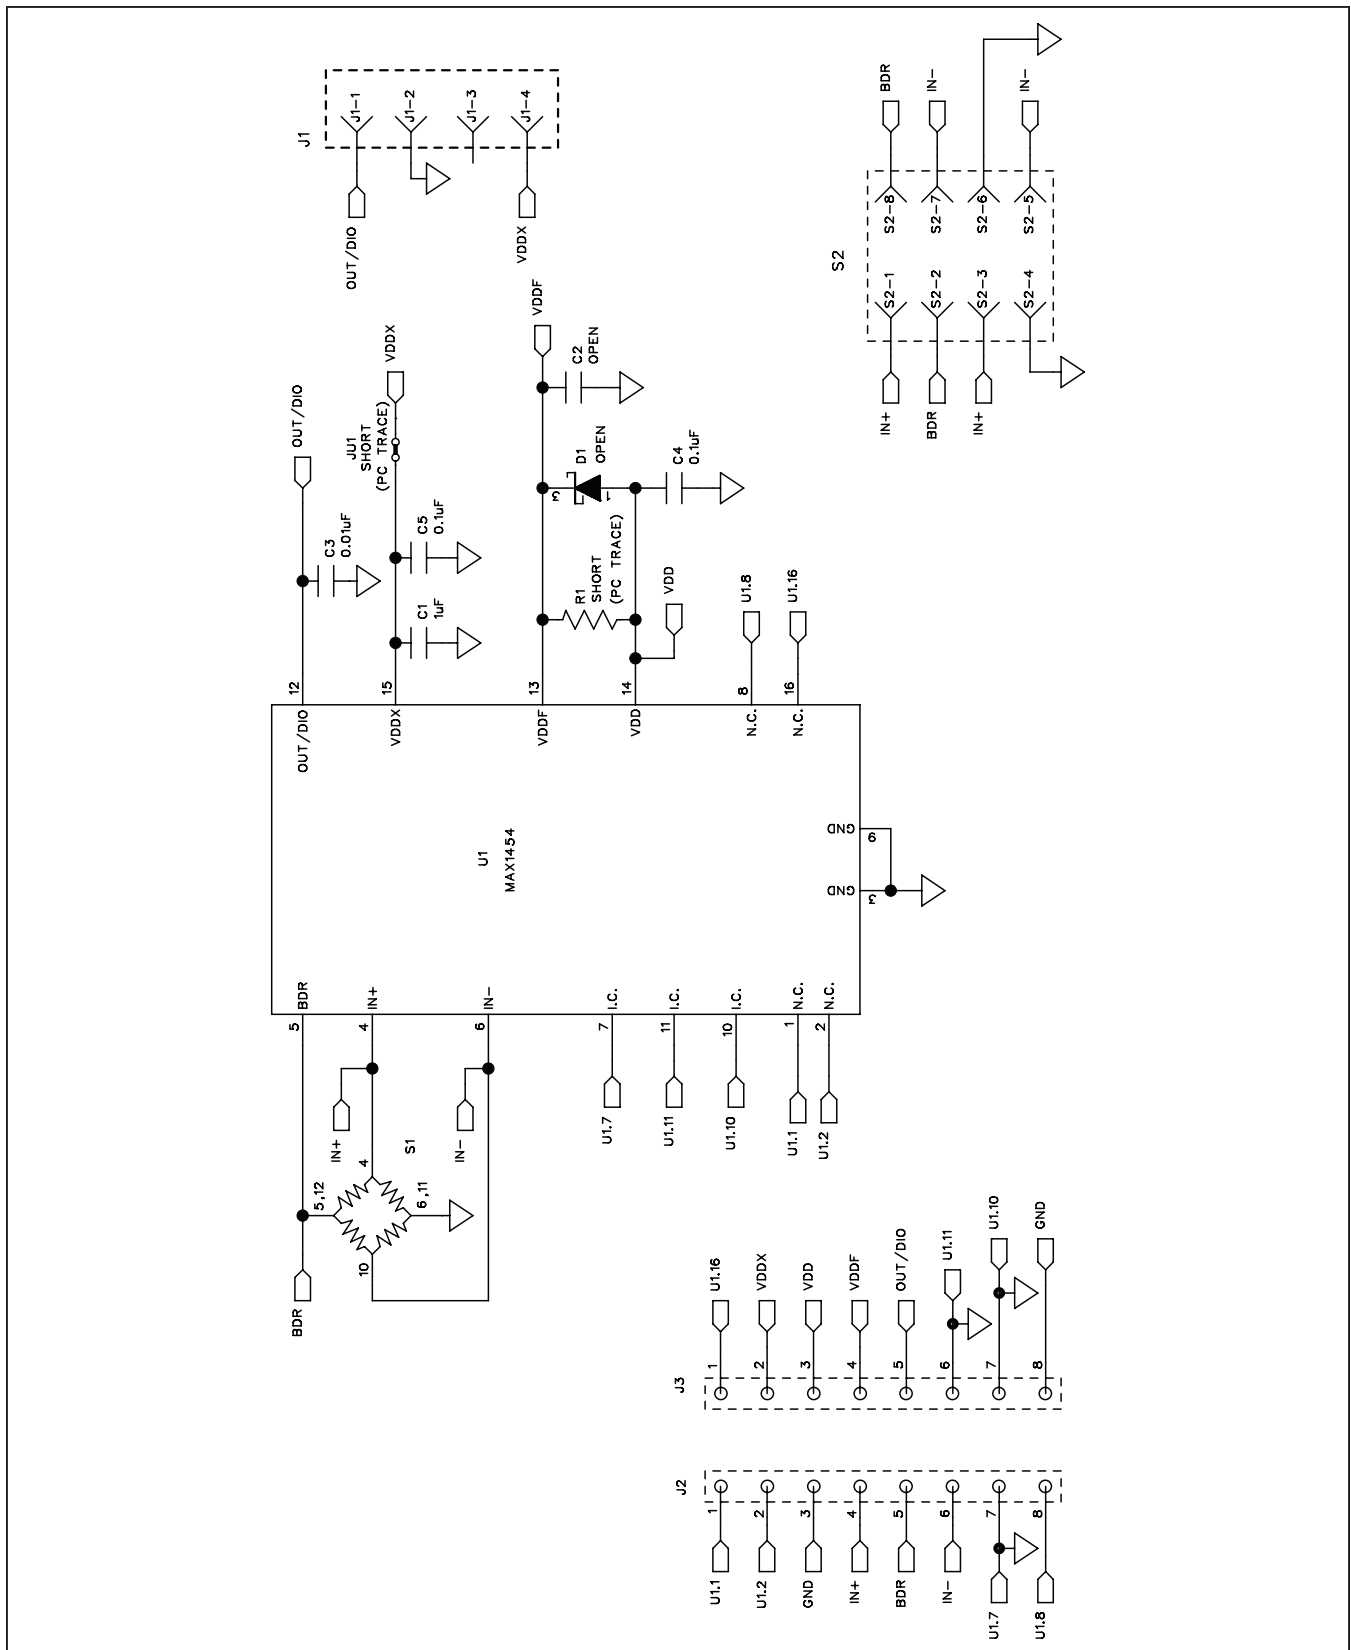 J1
J1-1
J1-2
J1-3
J1-4
OUT/DIO
VDDX
BDR
IN-
IN-
S2
S2-8
S2-7
S2-6
S2-5
S2-1
S2-2
S2-3
S2-4
IN+
BDR
IN+
OUT/DIO
C3
0.01uF
JU1
SHORT
(PC TRACE)
VDDX
C5
0.1uF
C1
1uF
VDDF
C2
OPEN
D1
OPEN
3
1
C4
0.1uF
R1
SHORT
(PC TRACE)
VDD
U1.8
U1.16
12
15
13
14
8
16
OUT/DIO
VDDX
VDDF
VDD
N.C.
N.C.
U1
MAX1454
GND
9
GND
3
BDR
IN+
IN-
I.C.
I.C.
I.C.
N.C.
N.C.
5
4
6
7
11
10
1
2
U1.7
U1.11
U1.10
U1.1
U1.2
IN+
IN-
S1
4
5,12
6,11
10
BDR
U1.16
VDDX
VDD
VDDF
OUT/DIO
U1.11
U1.10
GND
J3
1
2
3
4
5
6
7
8
J2
1
2
3
4
5
6
7
8
U1.1
U1.2
GND
IN+
BDR
IN-
U1.7
U1.8